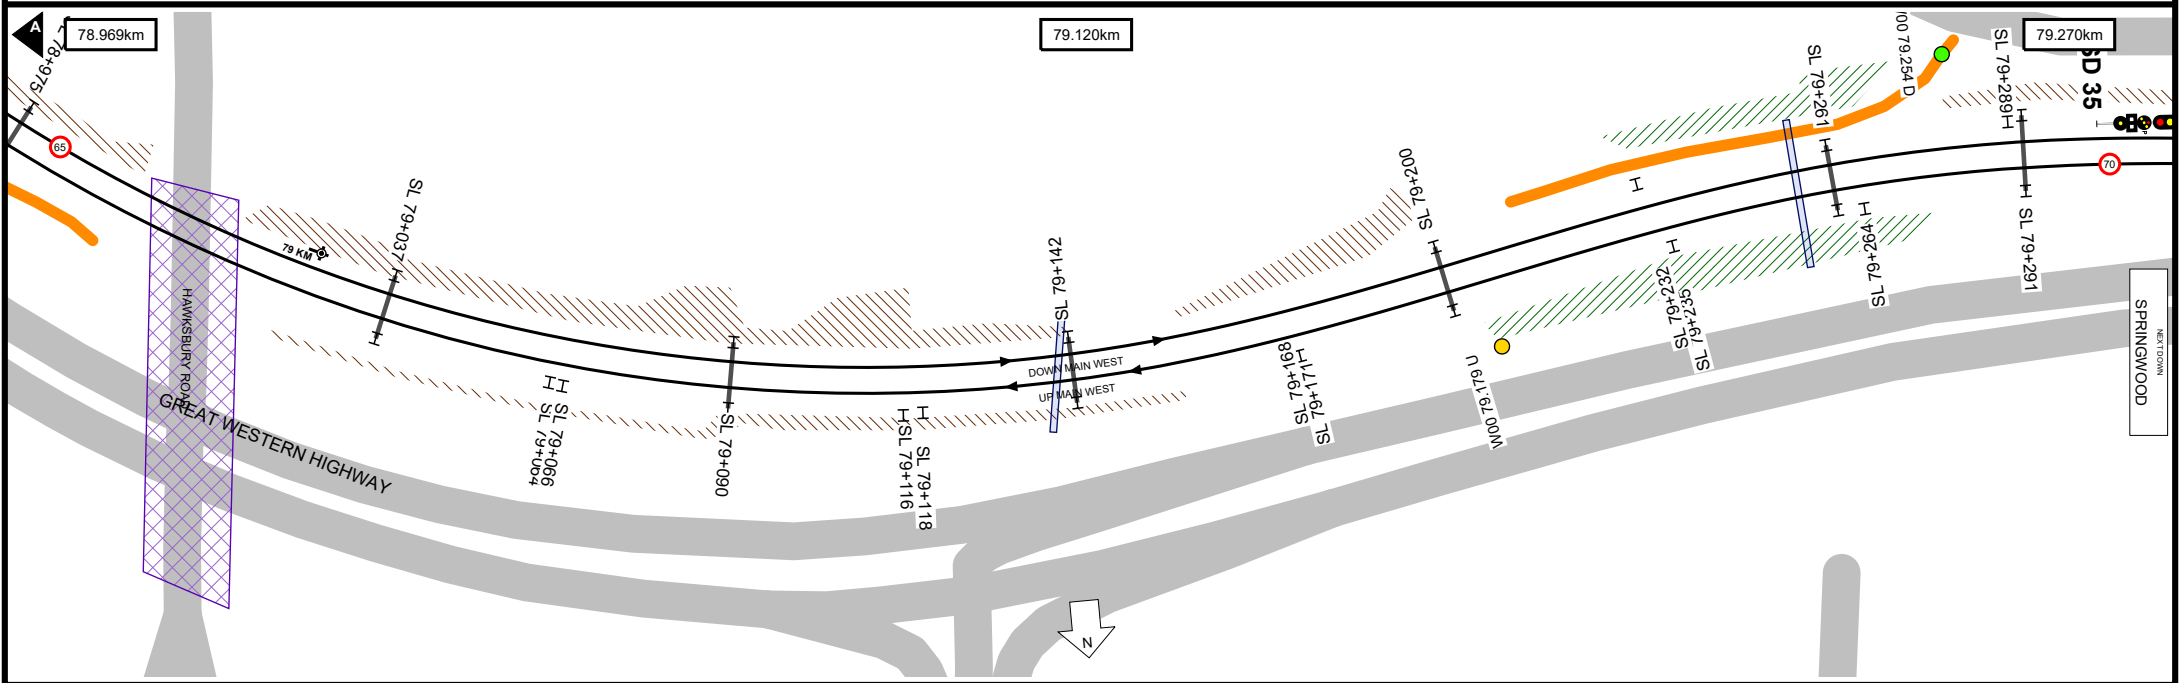 A
78.969km
79.120km
79.270km
SL 78+975
65
79 KM
SL 79+037
HAWKSBURY ROAD
GREAT WESTERN HIGHWAY
SL 79+064
SL 79+066
SL 79+090
SL 79+116
SL 79+118
SL 79+142
DOWN MAIN WEST
UP MAIN WEST
SL 79+168
SL 79+171
SL 79+200
W00 79.179 U
SL 79+232
SL 79+235
SL 79+261
SL 79+264
00 79.254 D
SL 79+289
SL 79+291
SD 35
70
NEXT DOWN
SPRINGWOOD
N